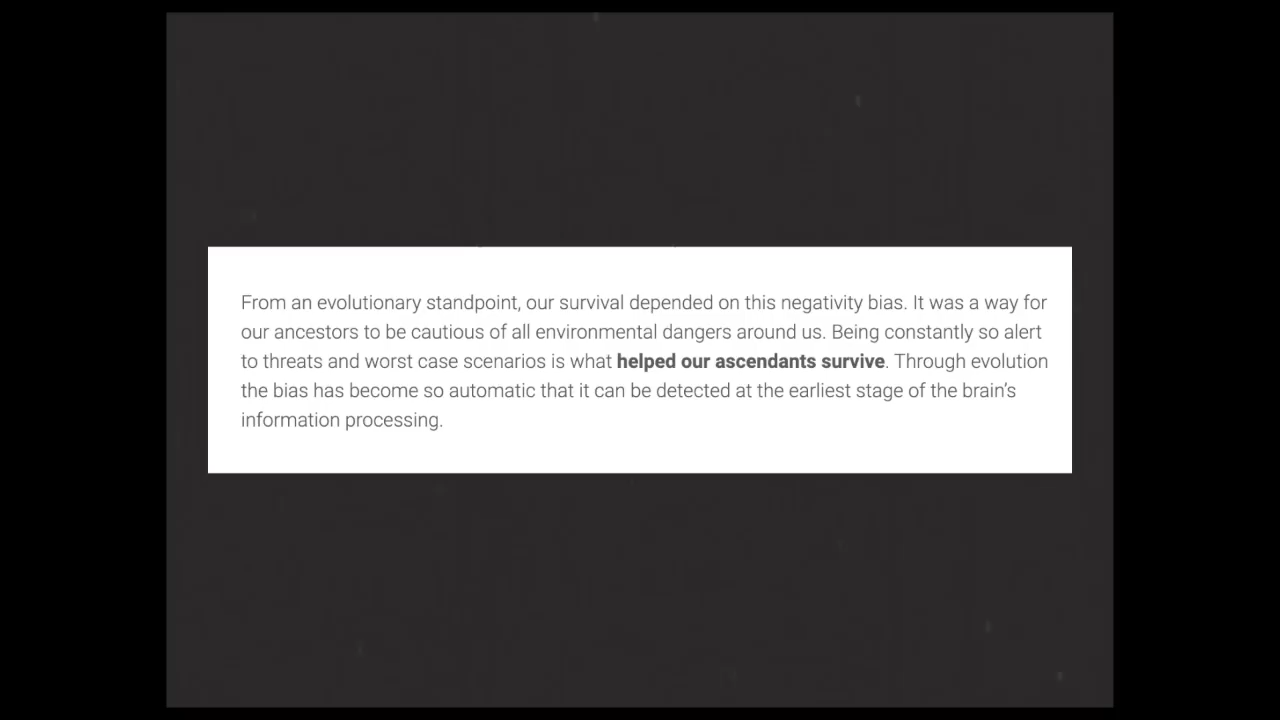 From an evolutionary standpoint, our survival depended on this negativity bias. It was a way for
our ancestors to be cautious of all environmental dangers around us. Being constantly so alert
to threats and worst case scenarios is what helped our ascendants survive. Through evolution
the bias has become so automatic that it can be detected at the earliest stage of the brain’s
information processing.